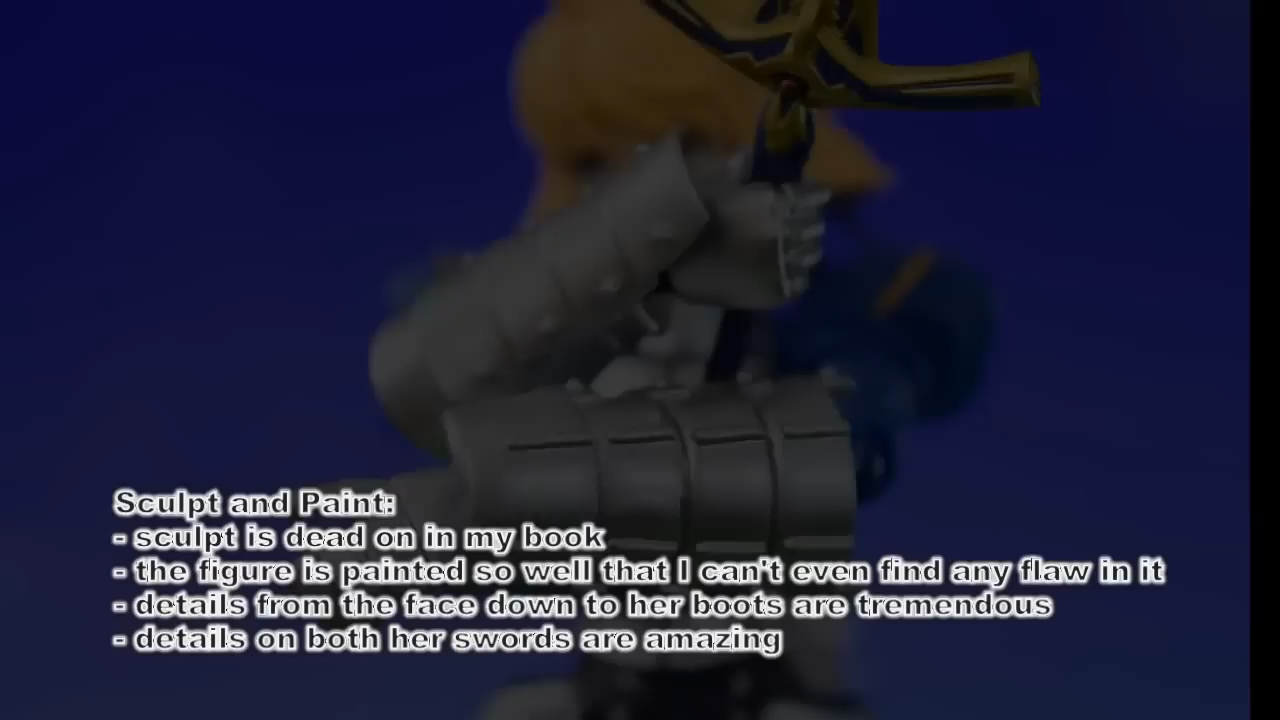 Sculpt and Paint:
- sculpt is dead on in my book
- the figure is painted so well that I can't even find any flaw in it
- details from the face down to her boots are tremendous
- details on both her swords are amazing